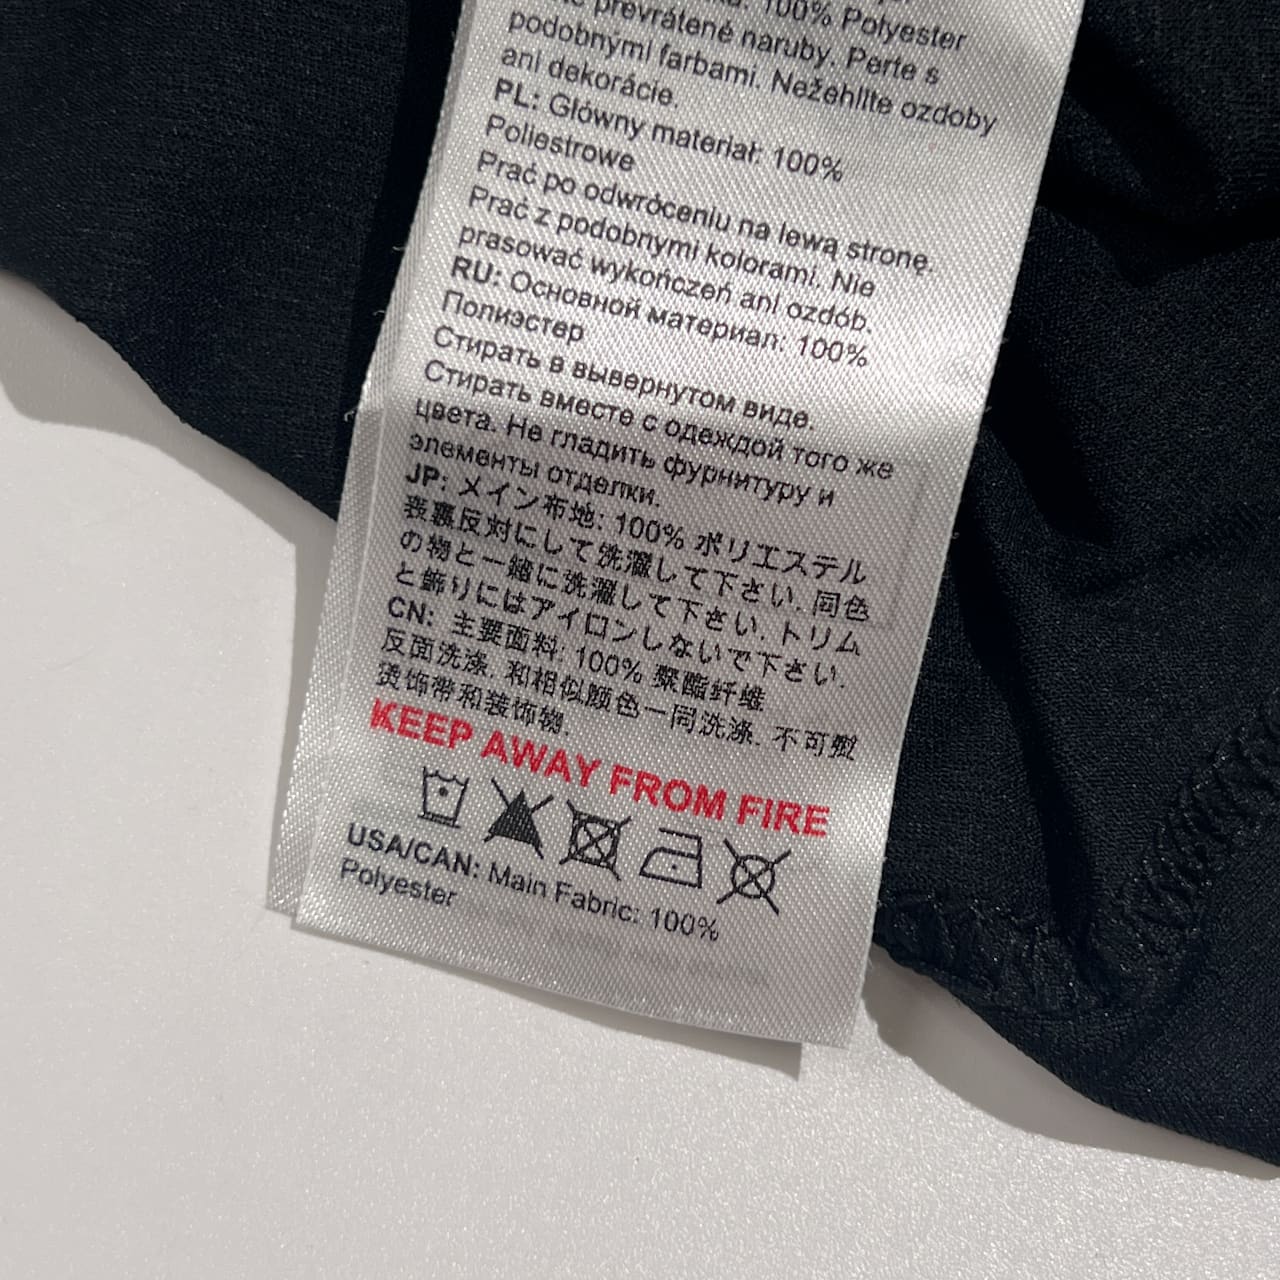 100% Polyester
prevrátené naruby. Perte s
podobnými farbami. Nežehlite ozdoby
ani dekorácie.
PL: Główny materiał: 100%
Poliestrowe
Prać po odwróceniu na lewą stronę.
Prać z podobnymi kolorami. Nie
prasować wykończeń ani ozdób.
RU: Основной материал: 100%
Полиэстер
Стирать в вывернутом виде.
Стирать вместе с одеждой того же
цвета. Не гладить фурнитуру и
элементы отделки.
JP: メイン布地: 100% ポリエステル
表裏反対にして洗濯して下さい. 同色
の物と一緒に洗濯して下さい. トリム
と飾りにはアイロンしないで下さい.
CN: 主要面料: 100% 聚酯纤维
反面洗涤. 和相似颜色一同洗涤. 不可熨
烫饰带和装饰物.
KEEP AWAY FROM FIRE
USA/CAN: Main Fabric: 100%
Polyester